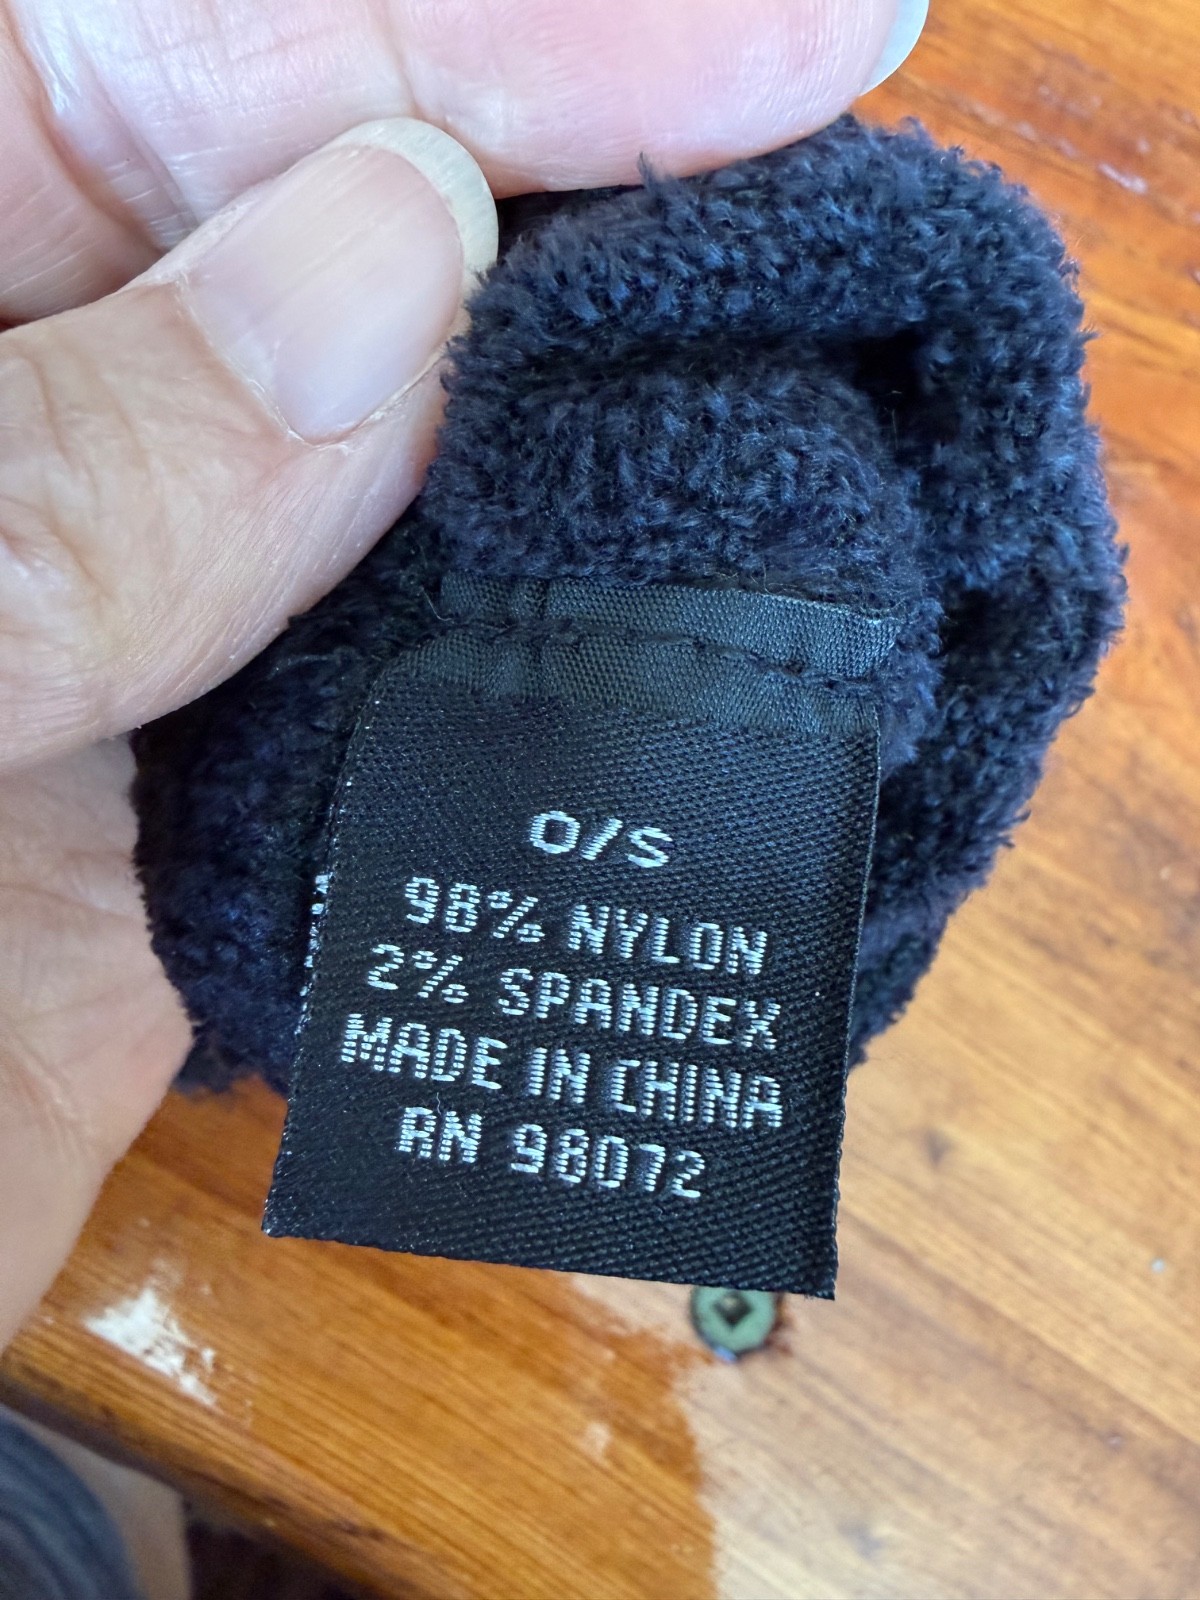 O/S
98% NYLON
2% SPANDEX
MADE IN CHINA
RN 98072